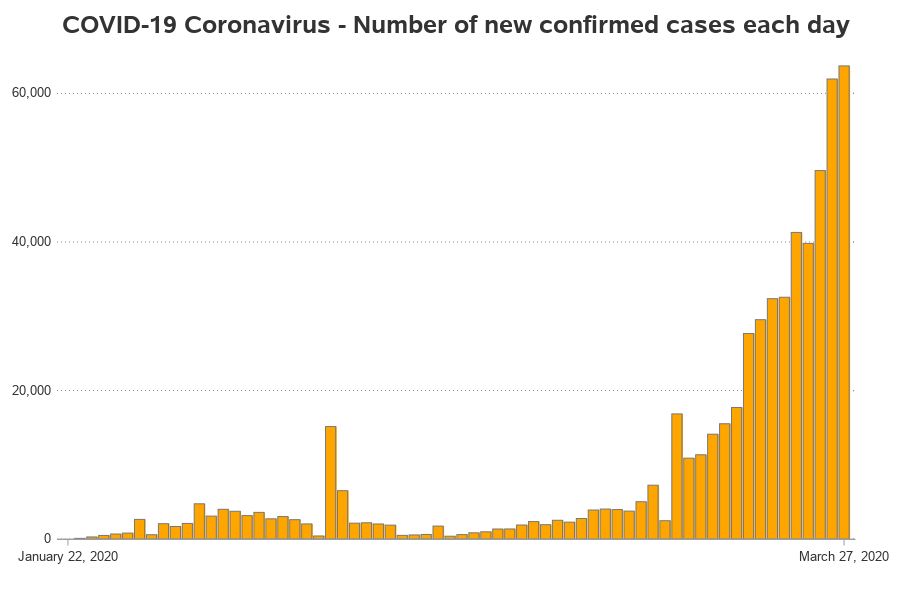 COVID-19 Coronavirus - Number of new confirmed cases each day
60,000
40,000
20,000
0
January 22, 2020
March 27, 2020